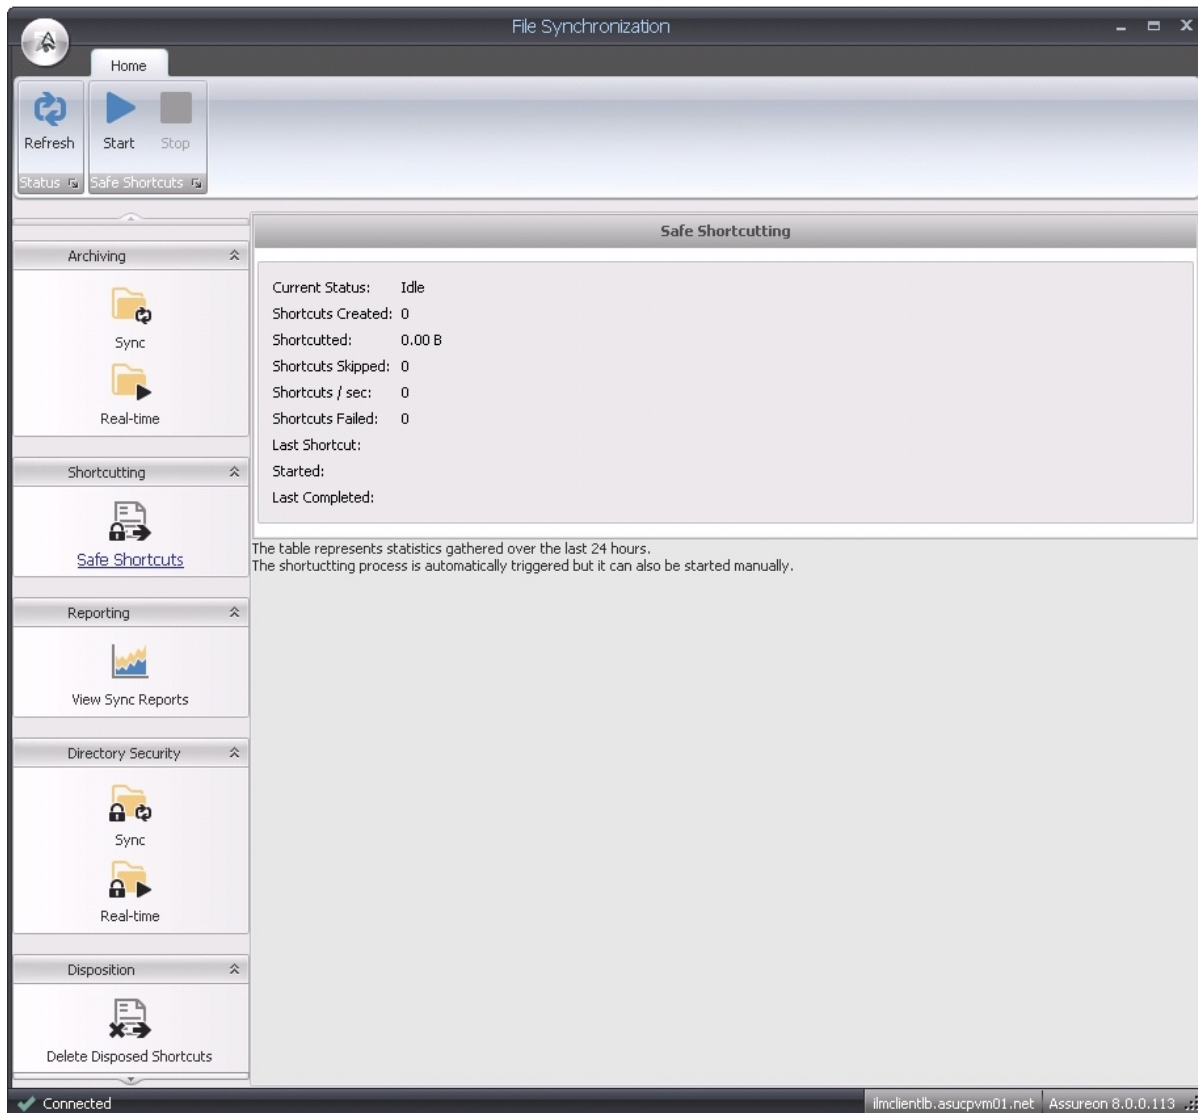 File Synchronization
Home
Refresh
Start
Stop
Status
Safe Shortcuts
Archiving
Sync
Real-time
Shortcutting
Safe Shortcuts
Reporting
View Sync Reports
Directory Security
Sync
Real-time
Disposition
Delete Disposed Shortcuts
Safe Shortcutting
Current Status: Idle
Shortcuts Created: 0
Shortcutted: 0.00 B
Shortcuts Skipped: 0
Shortcuts / sec: 0
Shortcuts Failed: 0
Last Shortcut:
Started:
Last Completed:
The table represents statistics gathered over the last 24 hours.
The shortuctting process is automatically triggered but it can also be started manually.
Connected
ilmclientlb.asucpvm01.net
Assureon 8.0.0.113